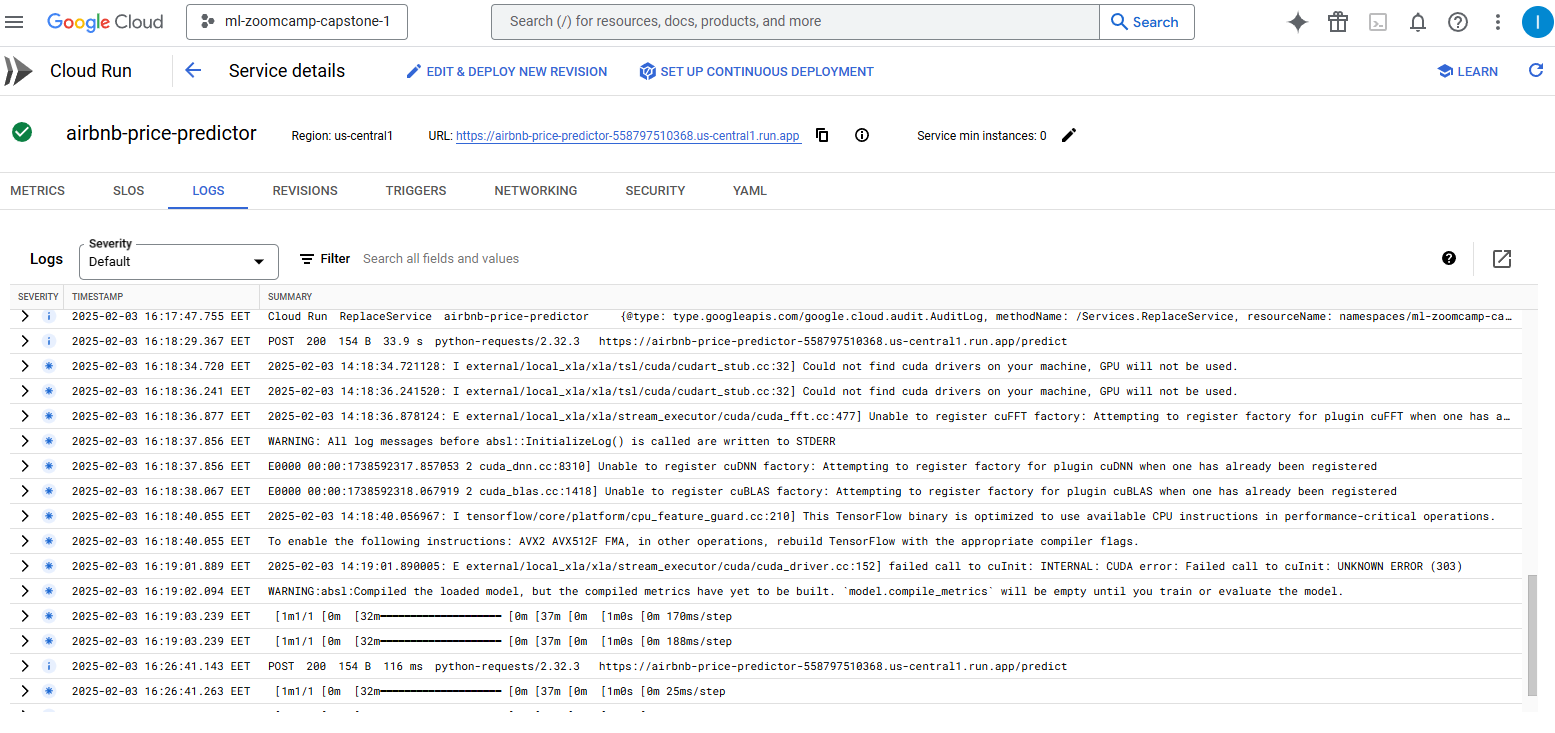 Google Cloud ml-zoomcamp-capstone-1 Search (/) for resources, docs, products, and more Search I
Cloud Run Service details EDIT & DEPLOY NEW REVISION SET UP CONTINUOUS DEPLOYMENT LEARN
airbnb-price-predictor Region: us-central1 URL: https://airbnb-price-predictor-558797510368.us-central1.run.app Service min instances: 0
METRICS SLOS LOGS REVISIONS TRIGGERS NETWORKING SECURITY YAML
Severity
Logs Default Filter Search all fields and values
SEVERITY TIMESTAMP SUMMARY
2025-02-03 16:17:47.755 EET Cloud Run ReplaceService airbnb-price-predictor {@type: type.googleapis.com/google.cloud.audit.AuditLog, methodName: /Services.ReplaceService, resourceName: namespaces/ml-zoomcamp-ca…
2025-02-03 16:18:29.367 EET POST 200 154 B 33.9 s python-requests/2.32.3 https://airbnb-price-predictor-558797510368.us-central1.run.app/predict
2025-02-03 16:18:34.720 EET 2025-02-03 14:18:34.721128: I external/local_xla/xla/tsl/cuda/cudart_stub.cc:32] Could not find cuda drivers on your machine, GPU will not be used.
2025-02-03 16:18:36.241 EET 2025-02-03 14:18:36.241520: I external/local_xla/xla/tsl/cuda/cudart_stub.cc:32] Could not find cuda drivers on your machine, GPU will not be used.
2025-02-03 16:18:36.877 EET 2025-02-03 14:18:36.878124: E external/local_xla/xla/stream_executor/cuda/cuda_fft.cc:477] Unable to register cuFFT factory: Attempting to register factory for plugin cuFFT when one has a…
2025-02-03 16:18:37.856 EET WARNING: All log messages before absl::InitializeLog() is called are written to STDERR
2025-02-03 16:18:37.856 EET E0000 00:00:1738592317.857053 2 cuda_dnn.cc:8310] Unable to register cuDNN factory: Attempting to register factory for plugin cuDNN when one has already been registered
2025-02-03 16:18:38.067 EET E0000 00:00:1738592318.067919 2 cuda_blas.cc:1418] Unable to register cuBLAS factory: Attempting to register factory for plugin cuBLAS when one has already been registered
2025-02-03 16:18:40.055 EET 2025-02-03 14:18:40.056967: I tensorflow/core/platform/cpu_feature_guard.cc:210] This TensorFlow binary is optimized to use available CPU instructions in performance-critical operations.
2025-02-03 16:18:40.055 EET To enable the following instructions: AVX2 AVX512F FMA, in other operations, rebuild TensorFlow with the appropriate compiler flags.
2025-02-03 16:19:01.889 EET 2025-02-03 14:19:01.890005: E external/local_xla/xla/stream_executor/cuda/cuda_driver.cc:152] failed call to cuInit: INTERNAL: CUDA error: Failed call to cuInit: UNKNOWN ERROR (303)
2025-02-03 16:19:02.094 EET WARNING:absl:Compiled the loaded model, but the compiled metrics have yet to be built. `model.compile_metrics` will be empty until you train or evaluate the model.
2025-02-03 16:19:03.239 EET [1m1/1 [0m [32m━━━━━━━━━━━━━━━━━━━━ [0m [37m [0m [1m0s [0m 170ms/step
2025-02-03 16:19:03.239 EET [1m1/1 [0m [32m━━━━━━━━━━━━━━━━━━━━ [0m [37m [0m [1m0s [0m 188ms/step
2025-02-03 16:26:41.143 EET POST 200 154 B 116 ms python-requests/2.32.3 https://airbnb-price-predictor-558797510368.us-central1.run.app/predict
2025-02-03 16:26:41.263 EET [1m1/1 [0m [32m━━━━━━━━━━━━━━━━━━━━ [0m [37m [0m [1m0s [0m 25ms/step